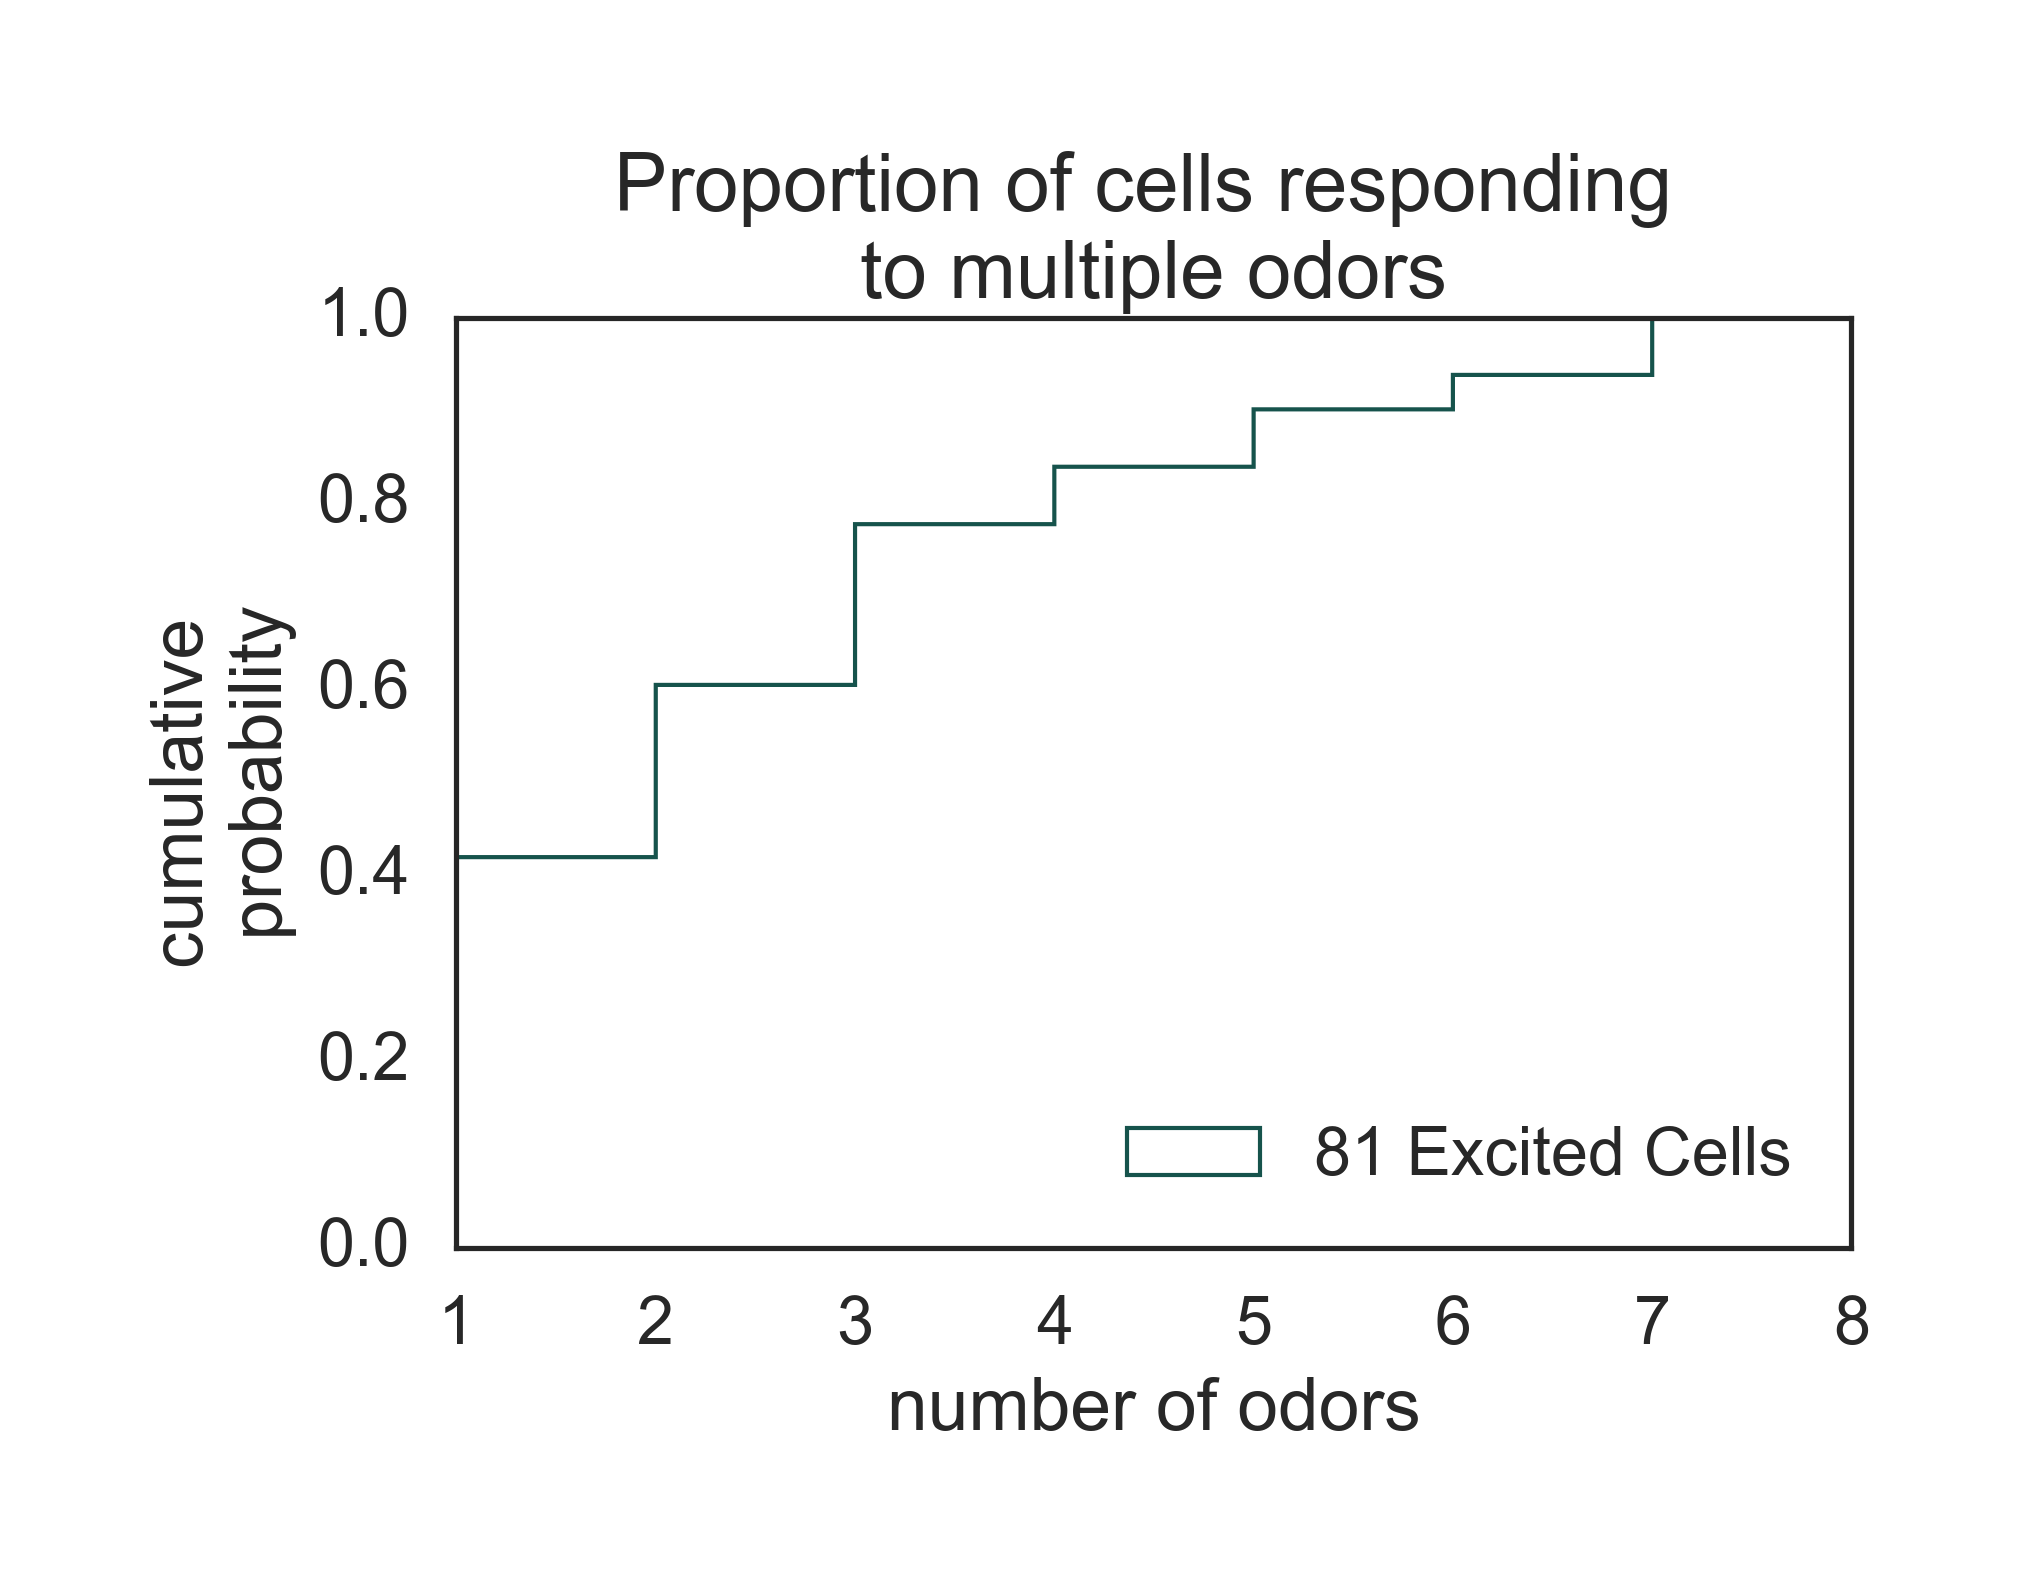 Proportion of cells responding
to multiple odors
1.0
0.8
0.6
0.4
0.2
0.0
cumulative
probability
81 Excited Cells
1 2 3 4 5 6 7 8
number of odors